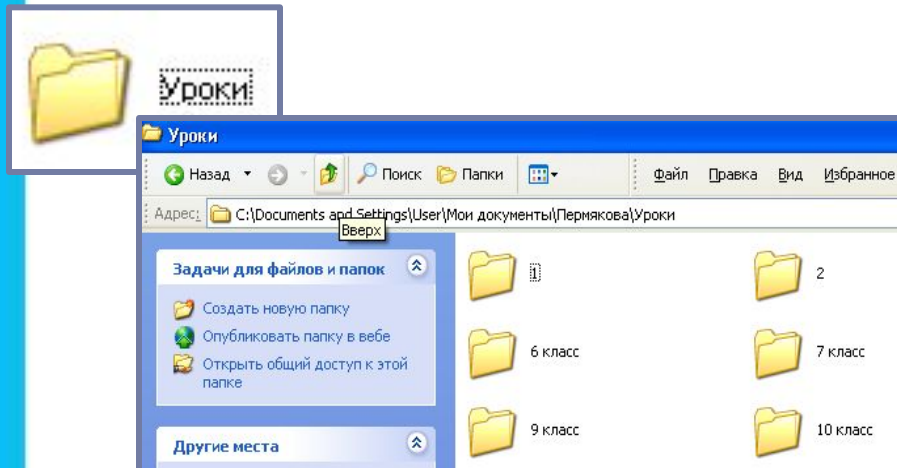 Уроки
Уроки
Назад Поиск Папки Файл Правка Вид Избранное
Адрес: C:\Documents and Settings\User\Мои документы\Пермякова\Уроки
Вверх
Задачи для файлов и папок
1
2
Создать новую папку
Опубликовать папку в вебе
Открыть общий доступ к этой
папке
6 класс
7 класс
9 класс
10 класс
Другие места